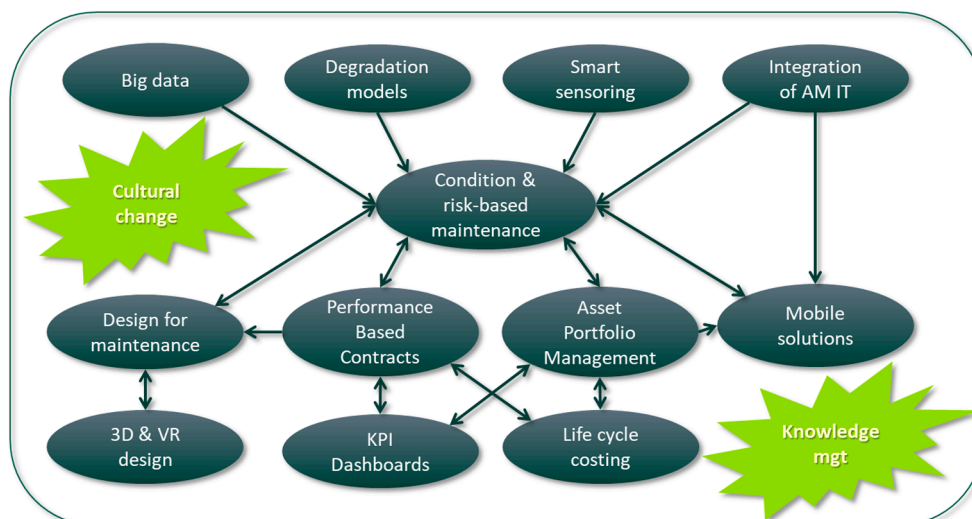 Big data
Degradation
models
Smart
sensoring
Integration
of AM IT
Cultural
change
Condition &
risk-based
maintenance
Design for
maintenance
Performance
Based
Contracts
Asset
Portfolio
Management
Mobile
solutions
3D & VR
design
KPI
Dashboards
Life cycle
costing
Knowledge
mgt